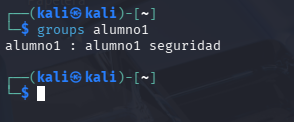 ┌──(kali㉿kali)-[~]
└─$ groups alumno1
alumno1 : alumno1 seguridad
┌──(kali㉿kali)-[~]
└─$